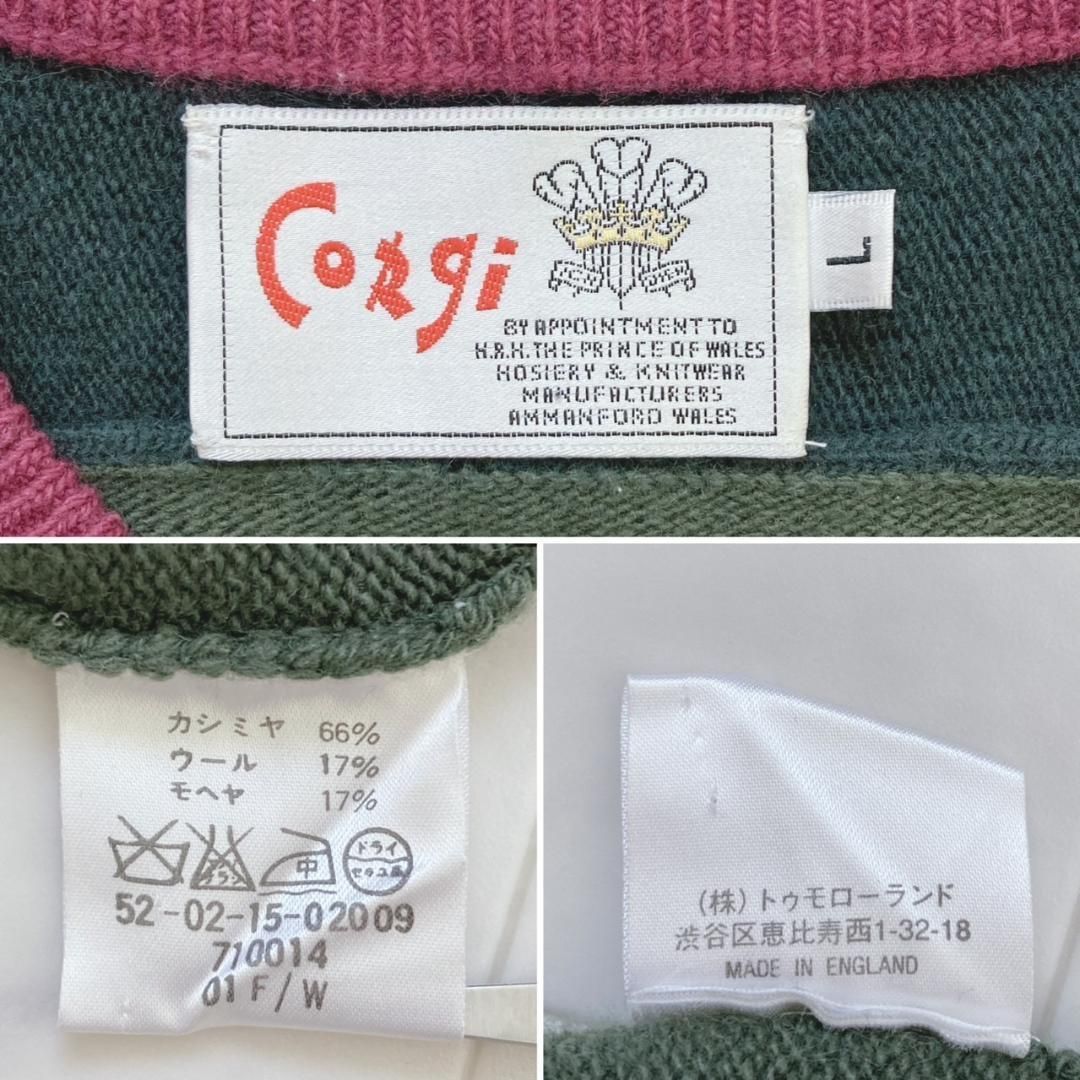 Corgi
BY APPOINTMENT TO
H.R.H. THE PRINCE OF WALES
HOSIERY & KNITWEAR
MANUFACTURERS
AMMANFORD WALES
L
カシミヤ 66%
ウール 17%
モヘヤ 17%
中
ドライ
52-02-15-02009
710014
01 F/W
(株)トゥモローランド
渋谷区恵比寿西1-32-18
MADE IN ENGLAND